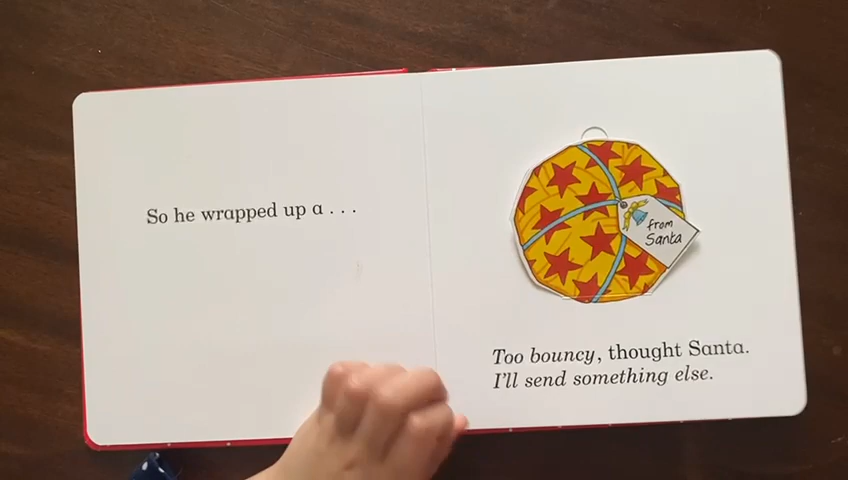 So he wrapped up a . . .
from
Santa
Too bouncy, thought Santa.
I'll send something else.